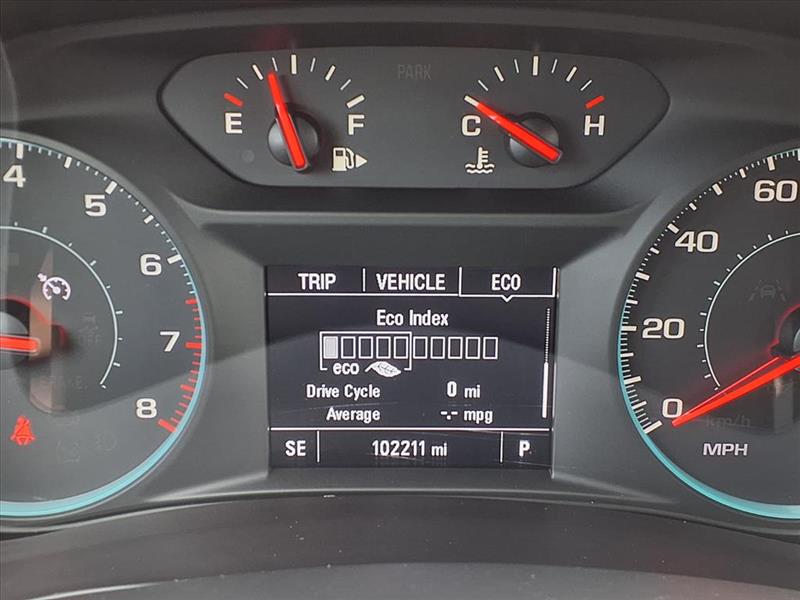 PARK
E F
C H
4
5
6
7
8
60
40
20
0
km/h
MPH
TRIP VEHICLE ECO
Eco Index
eco
Drive Cycle 0 mi
Average -.- mpg
SE 102211 mi P